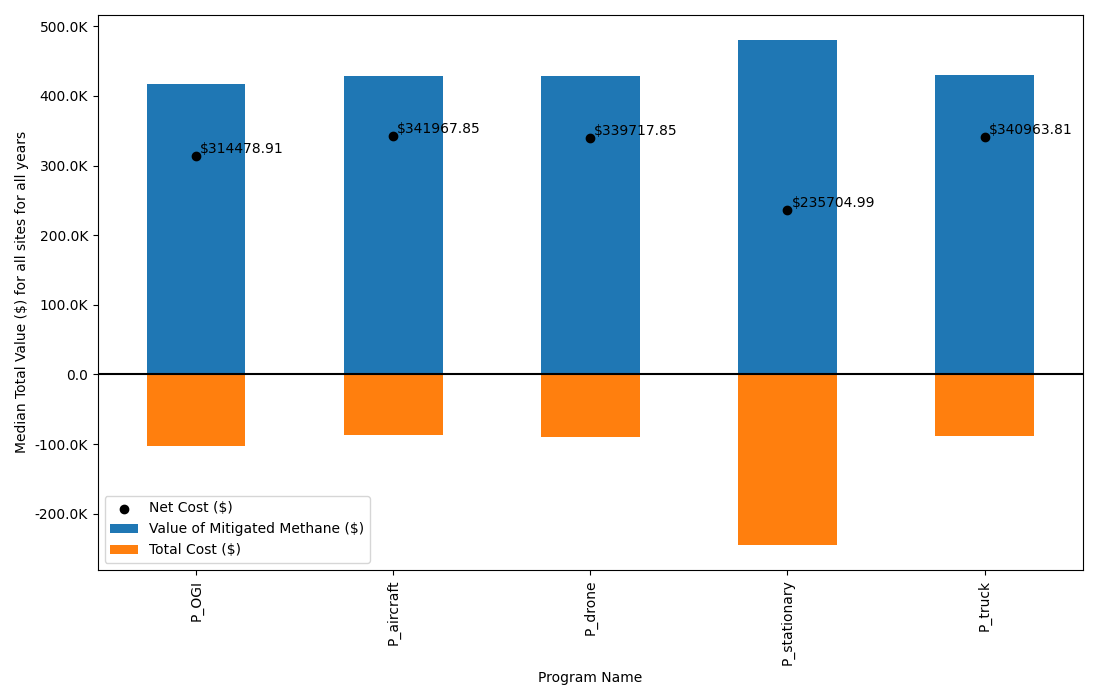 500.0K
400.0K
300.0K
200.0K
100.0K
0.0
-100.0K
-200.0K
Median Total Value ($) for all sites for all years
$314478.91
$341967.85
$339717.85
$235704.99
$340963.81
Net Cost ($)
Value of Mitigated Methane ($)
Total Cost ($)
P_OGI
P_aircraft
P_drone
P_stationary
P_truck
Program Name